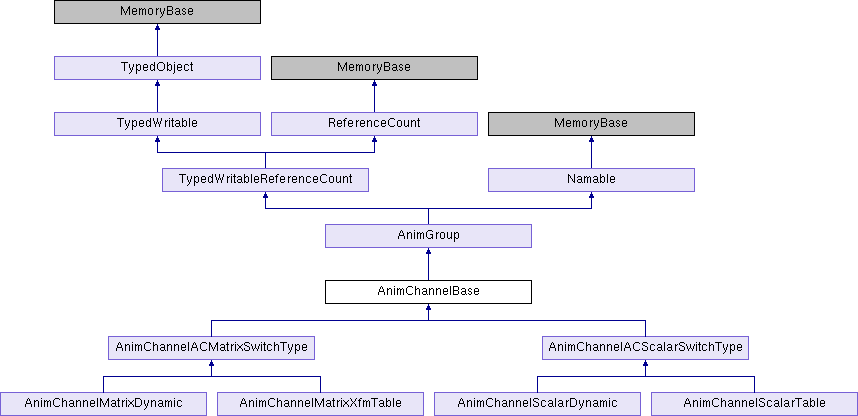 MemoryBase
TypedObject
MemoryBase
TypedWritable
ReferenceCount
MemoryBase
TypedWritableReferenceCount
Namable
AnimGroup
AnimChannelBase
AnimChannelACMatrixSwitchType
AnimChannelACScalarSwitchType
AnimChannelMatrixDynamic
AnimChannelMatrixXfmTable
AnimChannelScalarDynamic
AnimChannelScalarTable